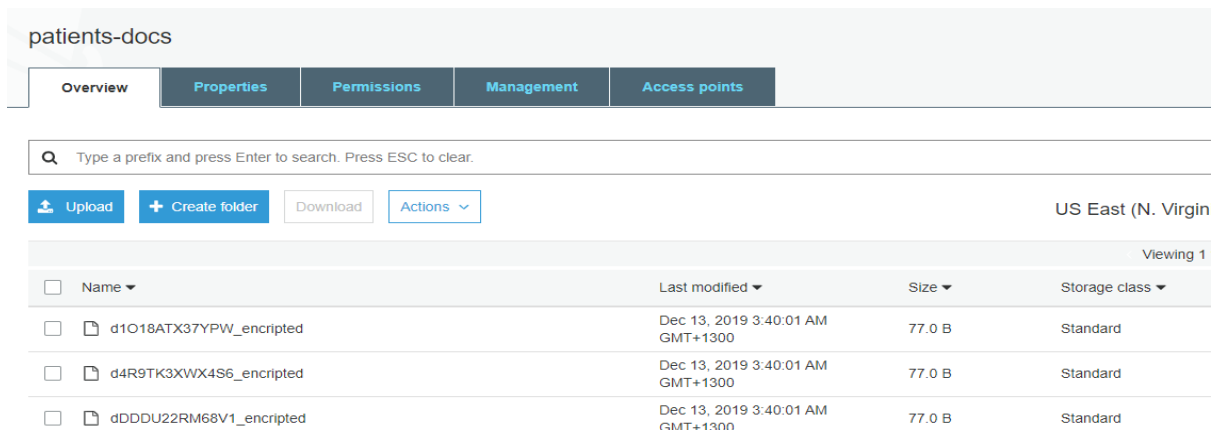 patients-docs
Overview Properties Permissions Management Access points
Type a prefix and press Enter to search. Press ESC to clear.
Upload Create folder Download Actions US East (N. Virgin
Viewing 1
Name Last modified Size Storage class
d1O18ATX37YPW_encripted Dec 13, 2019 3:40:01 AM 77.0 B Standard
GMT+1300
d4R9TK3XWX4S6_encripted Dec 13, 2019 3:40:01 AM 77.0 B Standard
GMT+1300
dDDDU22RM68V1_encripted Dec 13, 2019 3:40:01 AM 77.0 B Standard
GMT+1300